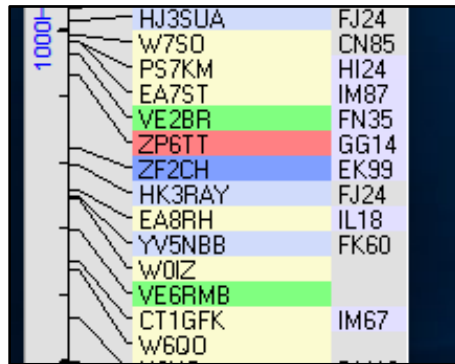 HJ3SUA FJ24
1000
W7SO CN85
PS7KM HI24
EA7ST IM87
VE2BR FN35
ZP6TT GG14
ZF2CH EK99
HK3RAY FJ24
EA8RH IL18
YV5NBB FK60
W0IZ
VE6RMB
CT1GFK IM67
W6QO